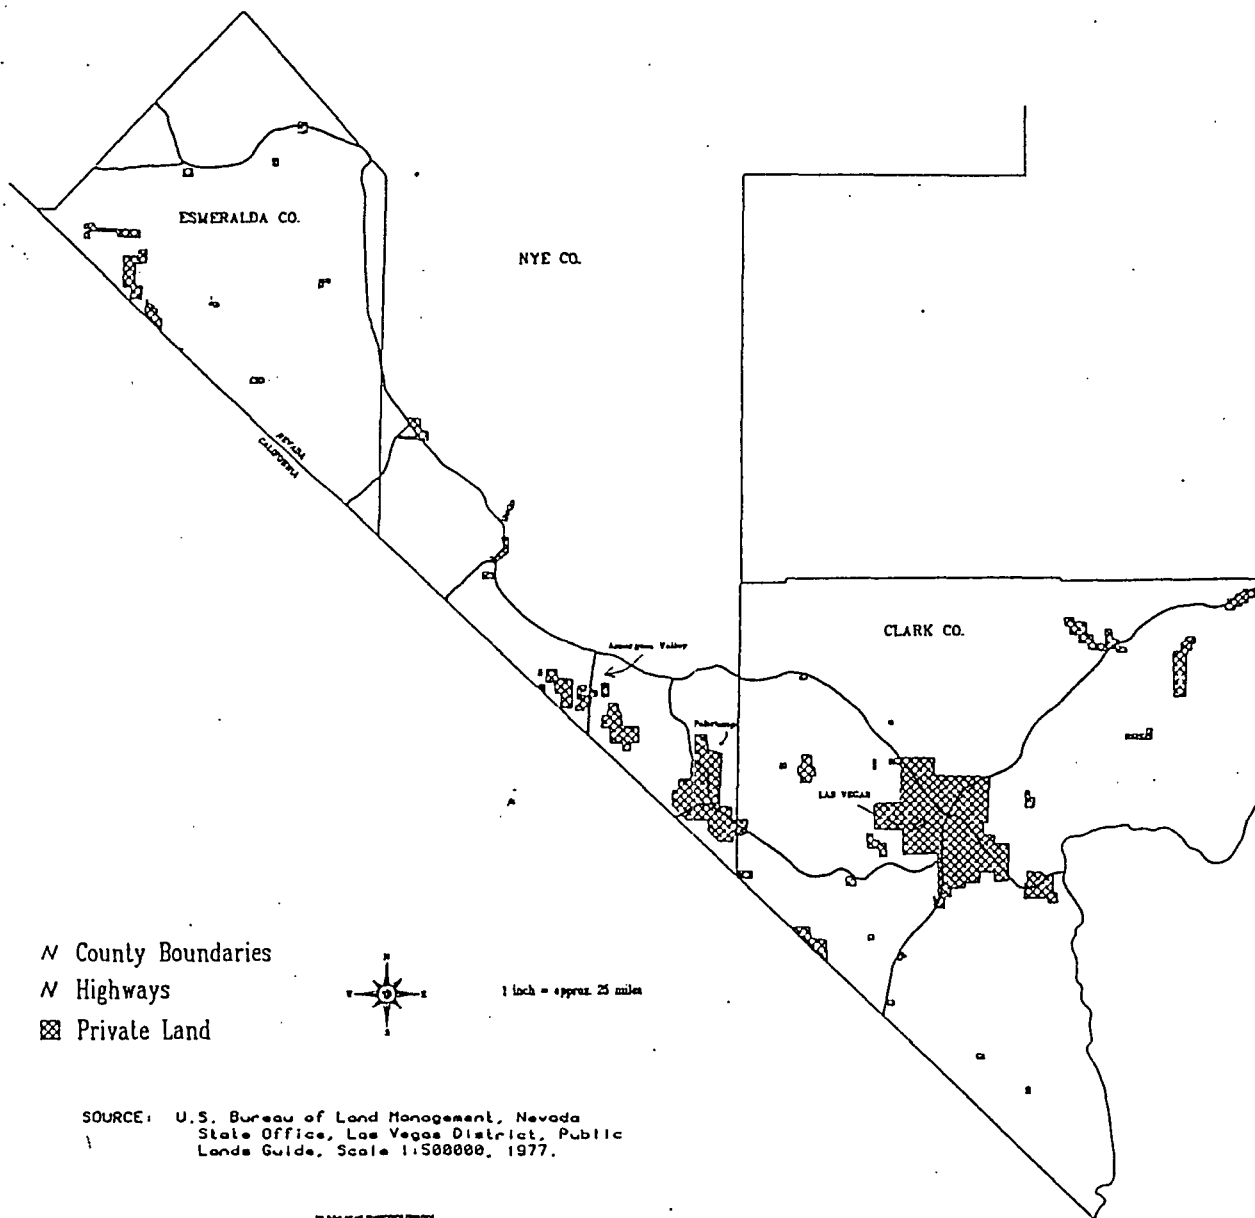 ESMERALDA CO.
NYE CO.
NEVADA
CALIFORNIA
CLARK CO.
Amargosa Valley
Pahrump
LAS VEGAS
N County Boundaries
N Highways
Private Land
N
E
S
1 inch = approx. 25 miles
SOURCE: U.S. Bureau of Land Management, Nevada
State Office, Las Vegas District, Public
Lands Guide, Scale 1:500000, 1977.